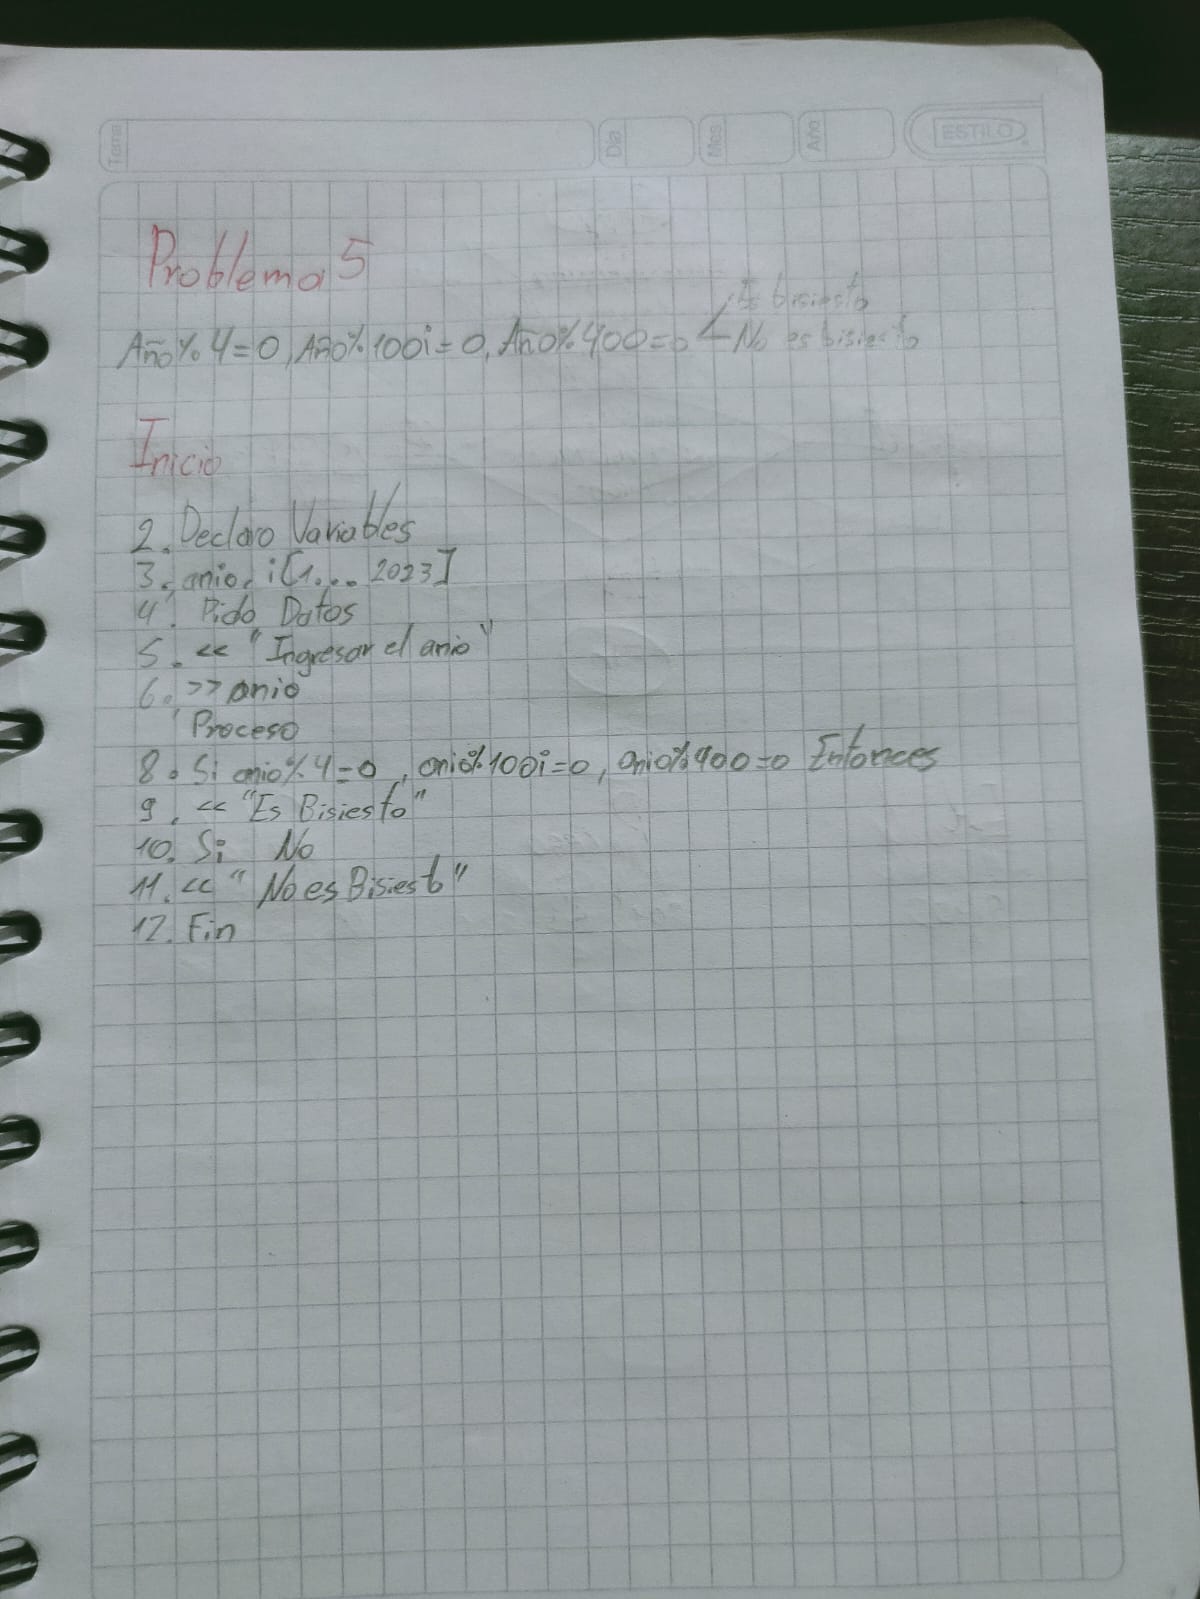 Tema Dia Mes Año ESTILO
Problema 5
Es bisiesto
Año % 4=0, Año % 100i=0, Año % 400=0 < No es bisiesto
Inicio
2. Declaro Variables
3. anio, i [1... 2023]
4. Pido Datos
5. << "Ingresar el anio"
6. >> anio
Proceso
8. Si anio % 4=0, anio % 100i=0, anio % 400=0 Entonces
9. << "Es Bisiesto"
10. Si No
11. << "No es Bisiesto"
12. Fin